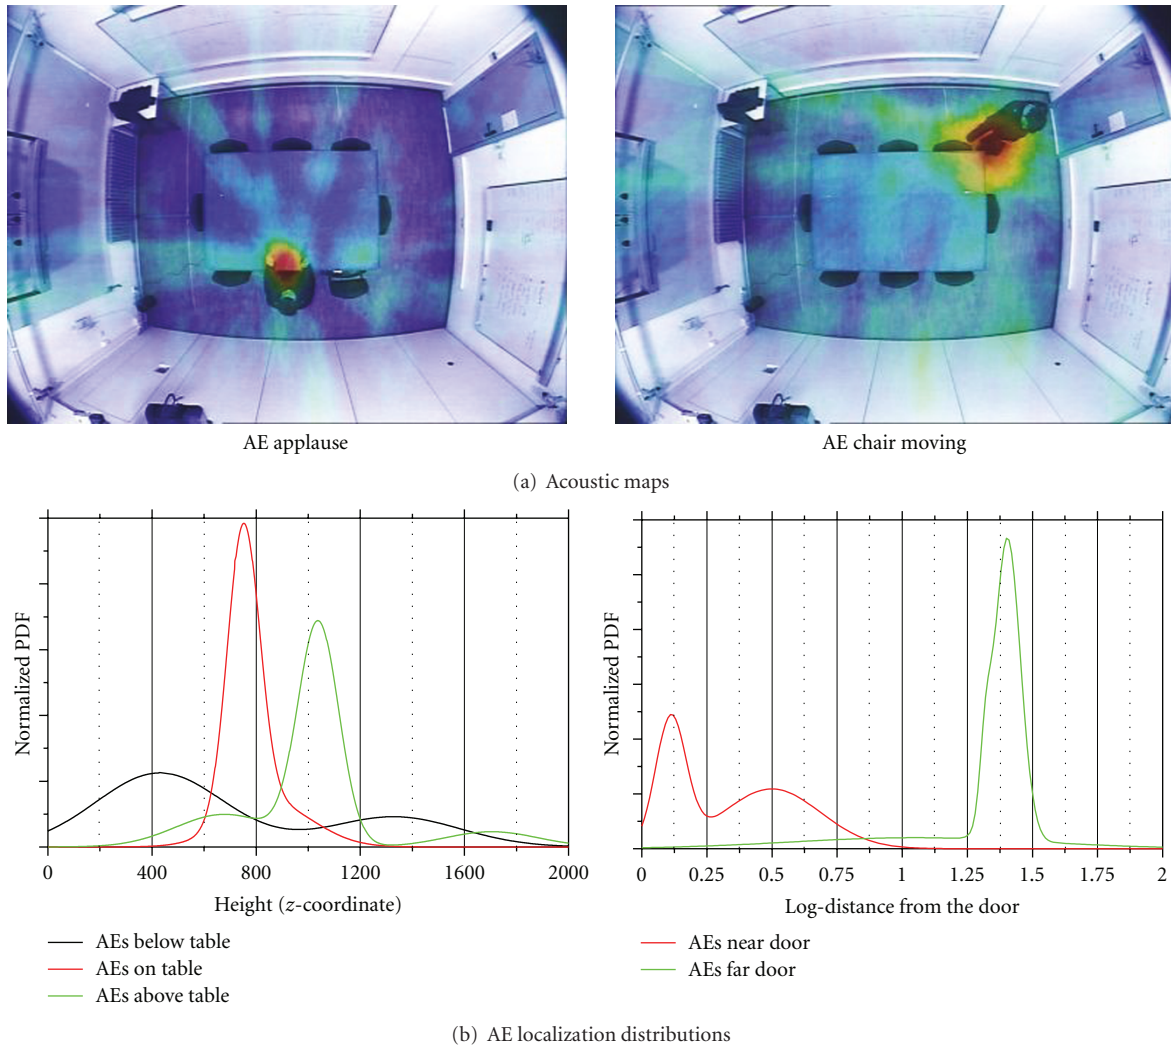 AE applause
AE chair moving
(a) Acoustic maps
Normalized PDF
0 400 800 1200 1600 2000
Height (z-coordinate)
AEs below table
AEs on table
AEs above table
Normalized PDF
0 0.25 0.5 0.75 1 1.25 1.5 1.75 2
Log-distance from the door
AEs near door
AEs far door
(b) AE localization distributions